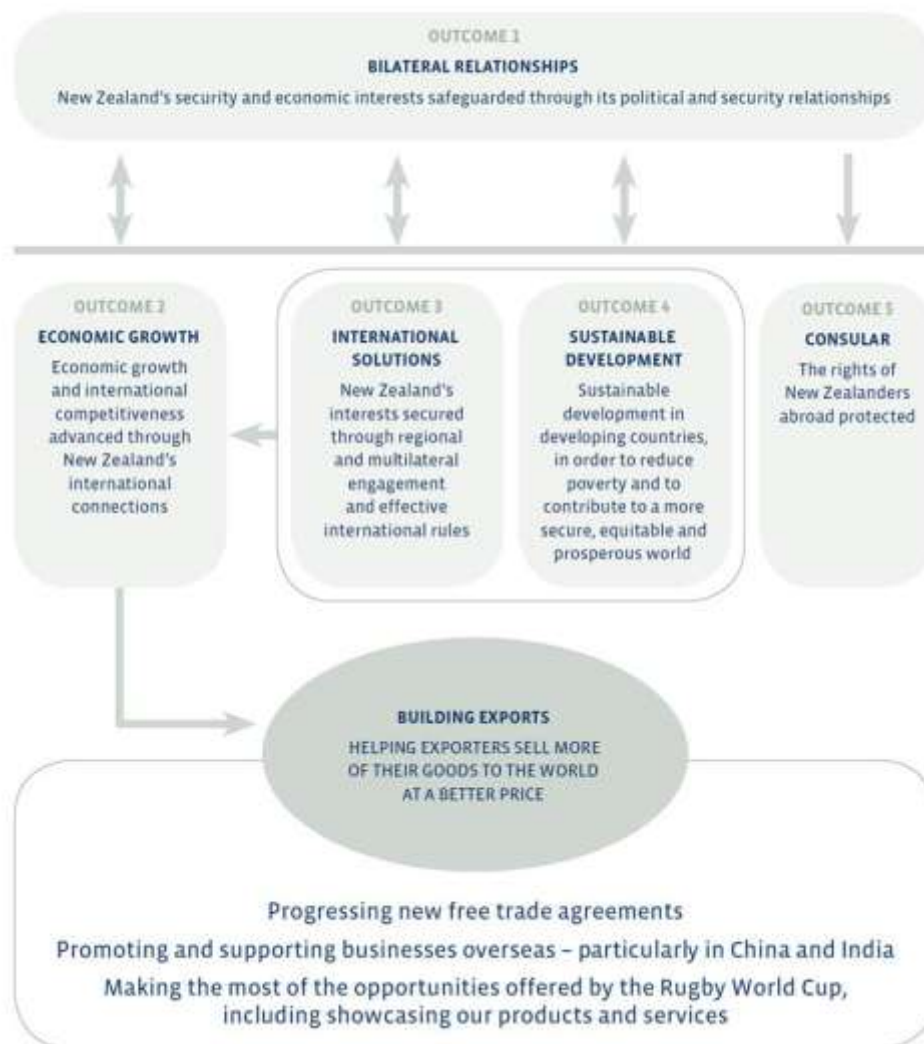 OUTCOME 1
BILATERAL RELATIONSHIPS
New Zealand's security and economic interests safeguarded through its political and security relationships
OUTCOME 2
ECONOMIC GROWTH
Economic growth
and international
competitiveness
advanced through
New Zealand's
international
connections
OUTCOME 3
INTERNATIONAL
SOLUTIONS
New Zealand's
interests secured
through regional
and multilateral
engagement
and effective
international rules
OUTCOME 4
SUSTAINABLE
DEVELOPMENT
Sustainable
development in
developing countries,
in order to reduce
poverty and to
contribute to a more
secure, equitable and
prosperous world
OUTCOME 5
CONSULAR
The rights of
New Zealanders
abroad protected
BUILDING EXPORTS
HELPING EXPORTERS SELL MORE
OF THEIR GOODS TO THE WORLD
AT A BETTER PRICE
Progressing new free trade agreements
Promoting and supporting businesses overseas – particularly in China and India
Making the most of the opportunities offered by the Rugby World Cup,
including showcasing our products and services